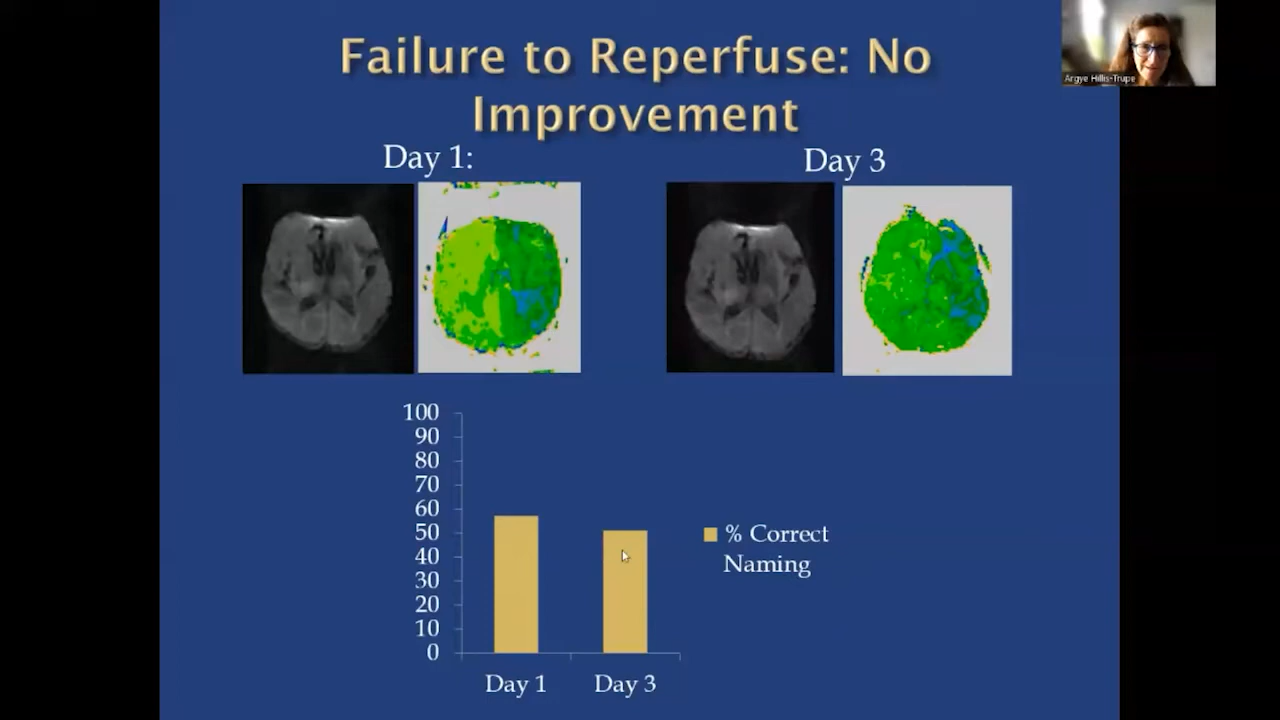 Failure to Reperfuse: No
Improvement
Argye Hillis-Trupe
Day 1:
Day 3
100
90
80
70
60
50
40
30
20
10
0
% Correct
Naming
Day 1
Day 3